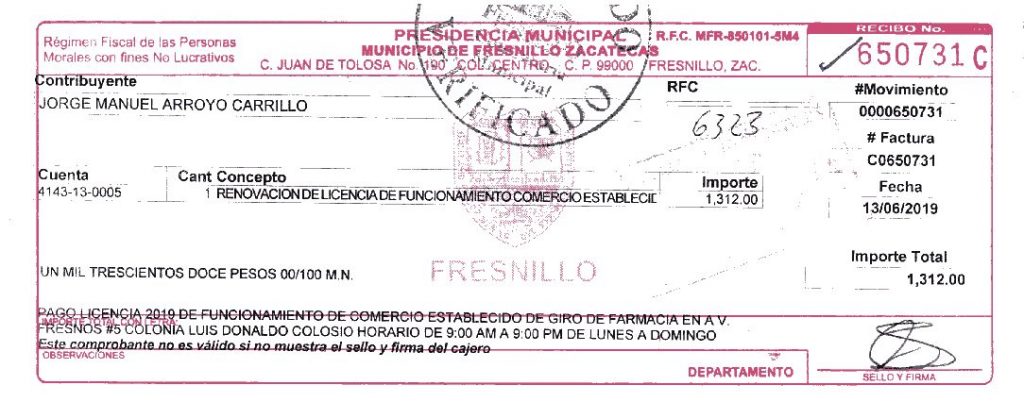 Régimen Fiscal de las Personas
Morales con fines No Lucrativos
PRESIDENCIA MUNICIPAL
R.F.C. MFR-850101-5M4
MUNICIPIO DE FRESNILLO ZACATECAS
C. JUAN DE TOLOSA No. 190 COL. CENTRO C. P. 99000 FRESNILLO, ZAC.
RECIBO No.
650731 C
VERIFICADO
Municipal
Contribuyente
JORGE MANUEL ARROYO CARRILLO
RFC
6323
#Movimiento
0000650731
# Factura
C0650731
Fecha
13/06/2019
Cuenta Cant Concepto Importe
4143-13-0005 1 RENOVACION DE LICENCIA DE FUNCIONAMIENTO COMERCIO ESTABLECIE 1,312.00
Importe Total
1,312.00
UN MIL TRESCIENTOS DOCE PESOS 00/100 M.N.
FRESNILLO
PAGO LICENCIA 2019 DE FUNCIONAMIENTO DE COMERCIO ESTABLECIDO DE GIRO DE FARMACIA EN A V.
IMPORTE TOTAL CON LETRA:
FRESNOS #5 COLONIA LUIS DONALDO COLOSIO HORARIO DE 9:00 AM A 9:00 PM DE LUNES A DOMINGO
Este comprobante no es válido si no muestra el sello y firma del cajero
OBSERVACIONES
DEPARTAMENTO
SELLO Y FIRMA